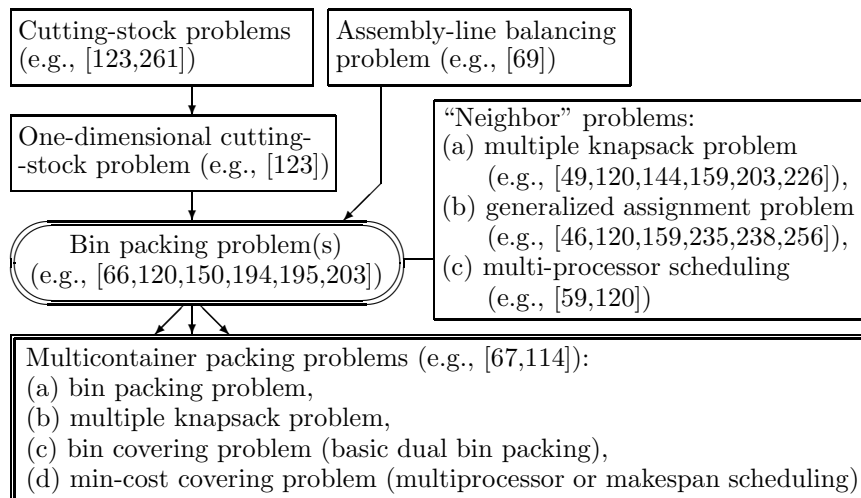 Cutting-stock problems
(e.g., [123,261])
Assembly-line balancing
problem (e.g., [69])
One-dimensional cutting-
-stock problem (e.g., [123])
“Neighbor” problems:
(a) multiple knapsack problem
(e.g., [49,120,144,159,203,226]),
(b) generalized assignment problem
(e.g., [46,120,159,235,238,256]),
(c) multi-processor scheduling
(e.g., [59,120])
Bin packing problem(s)
(e.g., [66,120,150,194,195,203])
Multicontainer packing problems (e.g., [67,114]):
(a) bin packing problem,
(b) multiple knapsack problem,
(c) bin covering problem (basic dual bin packing),
(d) min-cost covering problem (multiprocessor or makespan scheduling)